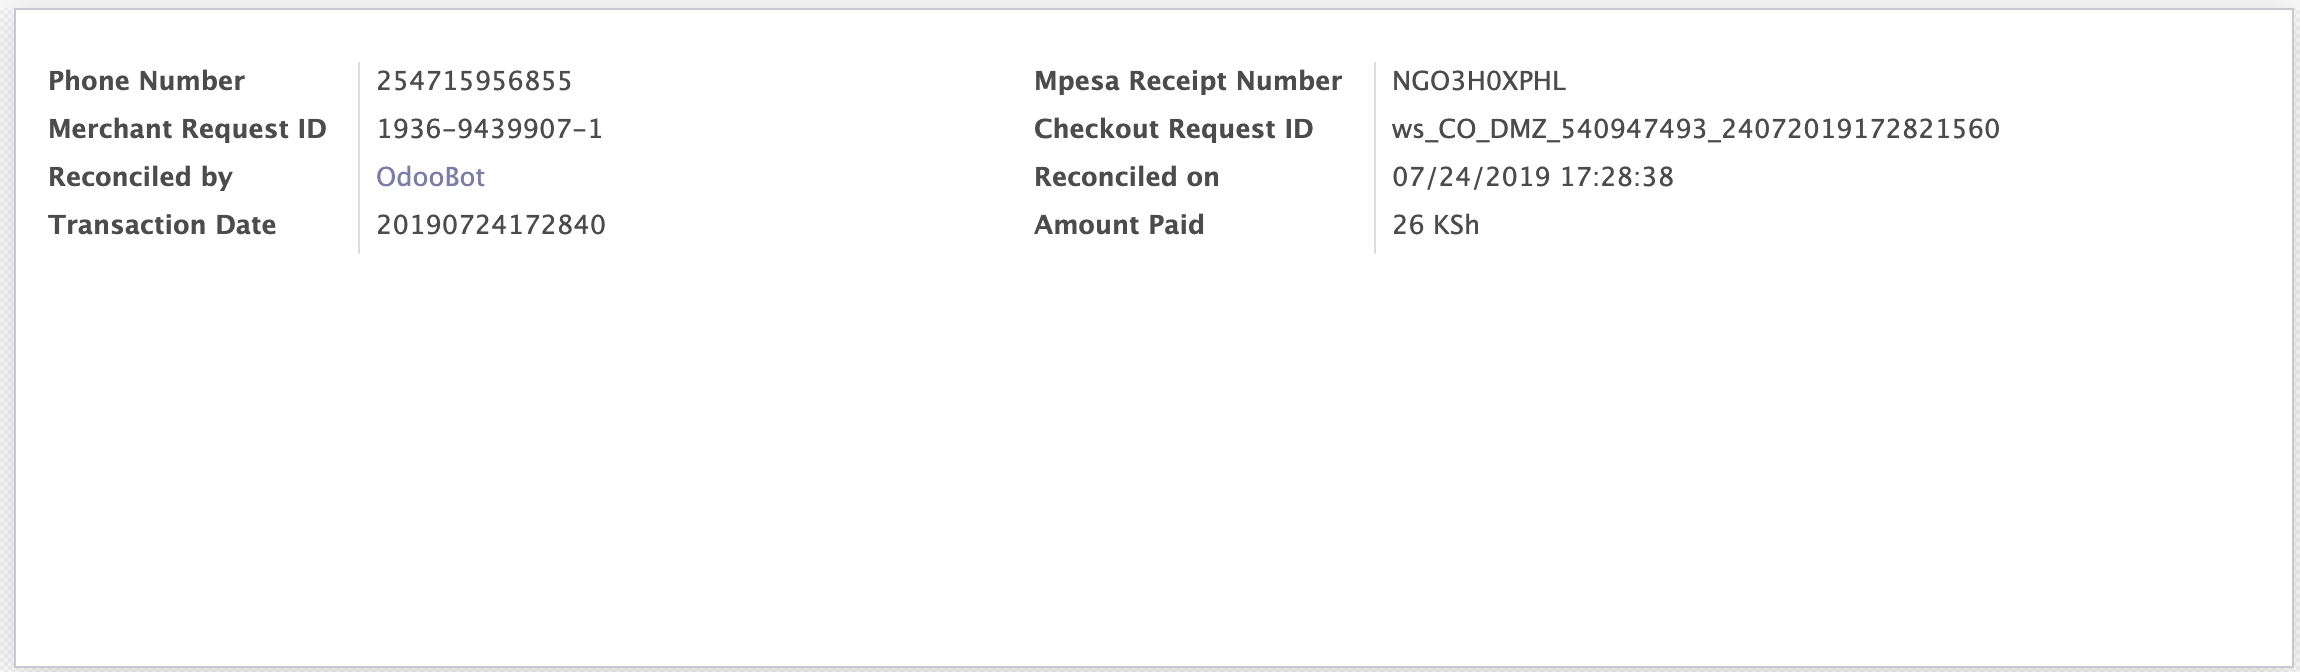 Phone Number 254715956855 Mpesa Receipt Number NGO3H0XPHL
Merchant Request ID 1936-9439907-1 Checkout Request ID ws_CO_DMZ_540947493_24072019172821560
Reconciled by OdooBot Reconciled on 07/24/2019 17:28:38
Transaction Date 20190724172840 Amount Paid 26 KSh